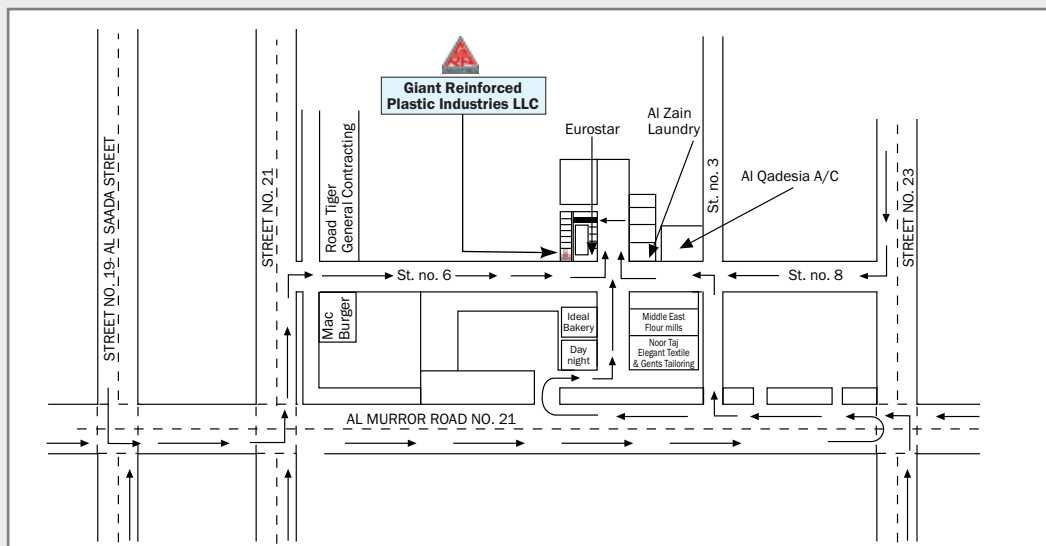 GRP
Giant Reinforced
Plastic Industries LLC
Eurostar
Al Zain
Laundry
Al Qadesia A/C
STREET NO. 19- AL SAADA STREET
STREET NO. 21
Road Tiger
General Contracting
St. no. 3
STREET NO. 23
St. no. 6
St. no. 8
Mac
Burger
Ideal
Bakery
Day
night
Middle East
Flour mills
Noor Taj
Elegant Textile
& Gents Tailoring
AL MURROR ROAD NO. 21